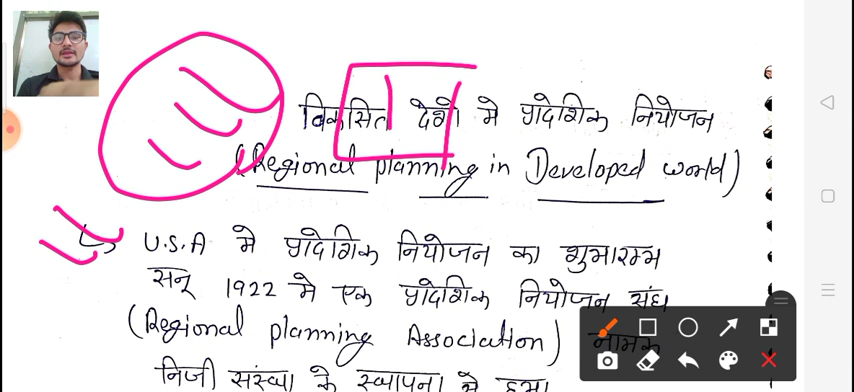 विकसित देशो मे प्रादेशिक नियोजन
(Regional planning in Developed world)
↳ U.S.A मे प्रादेशिक नियोजन का शुभारम्भ
सन् 1922 मे एक प्रादेशिक नियोजन संघ
(Regional planning Association) नामक
निजी संस्था के स्थापना से हुआ